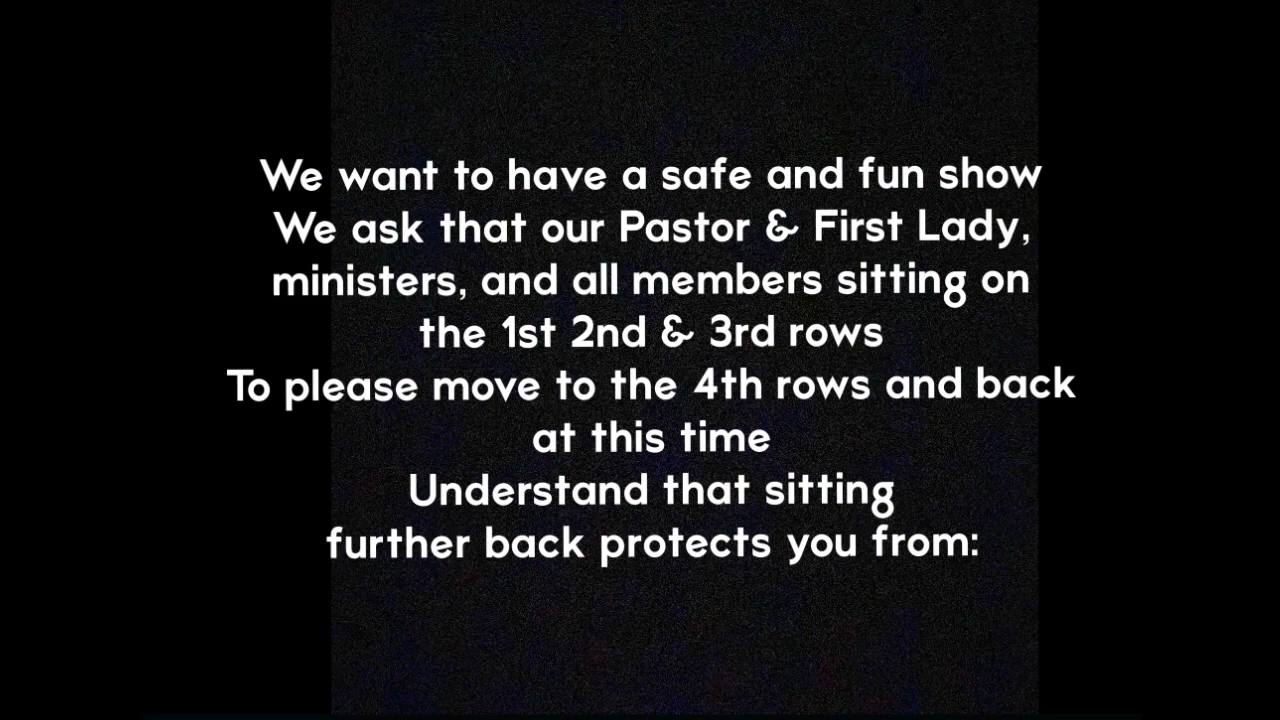 We want to have a safe and fun show
We ask that our Pastor & First Lady,
ministers, and all members sitting on
the 1st 2nd & 3rd rows
To please move to the 4th rows and back
at this time
Understand that sitting
further back protects you from: